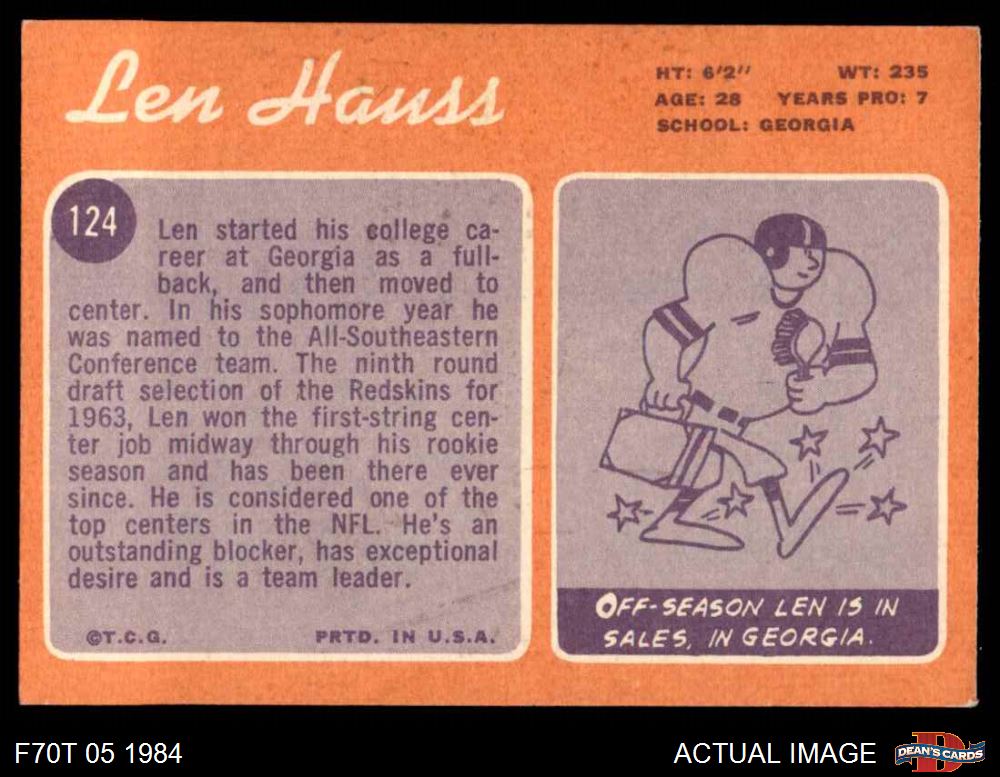 Len Hauss
HT: 6'2" WT: 235
AGE: 28 YEARS PRO: 7
SCHOOL: GEORGIA
124
Len started his college ca-
reer at Georgia as a full-
back, and then moved to
center. In his sophomore year he
was named to the All-Southeastern
Conference team. The ninth round
draft selection of the Redskins for
1963, Len won the first-string cen-
ter job midway through his rookie
season and has been there ever
since. He is considered one of the
top centers in the NFL. He's an
outstanding blocker, has exceptional
desire and is a team leader.
©T.C.G. PRTD. IN U.S.A.
OFF-SEASON LEN IS IN
SALES, IN GEORGIA.
F70T 05 1984
ACTUAL IMAGE
D
DEAN'S CARDS